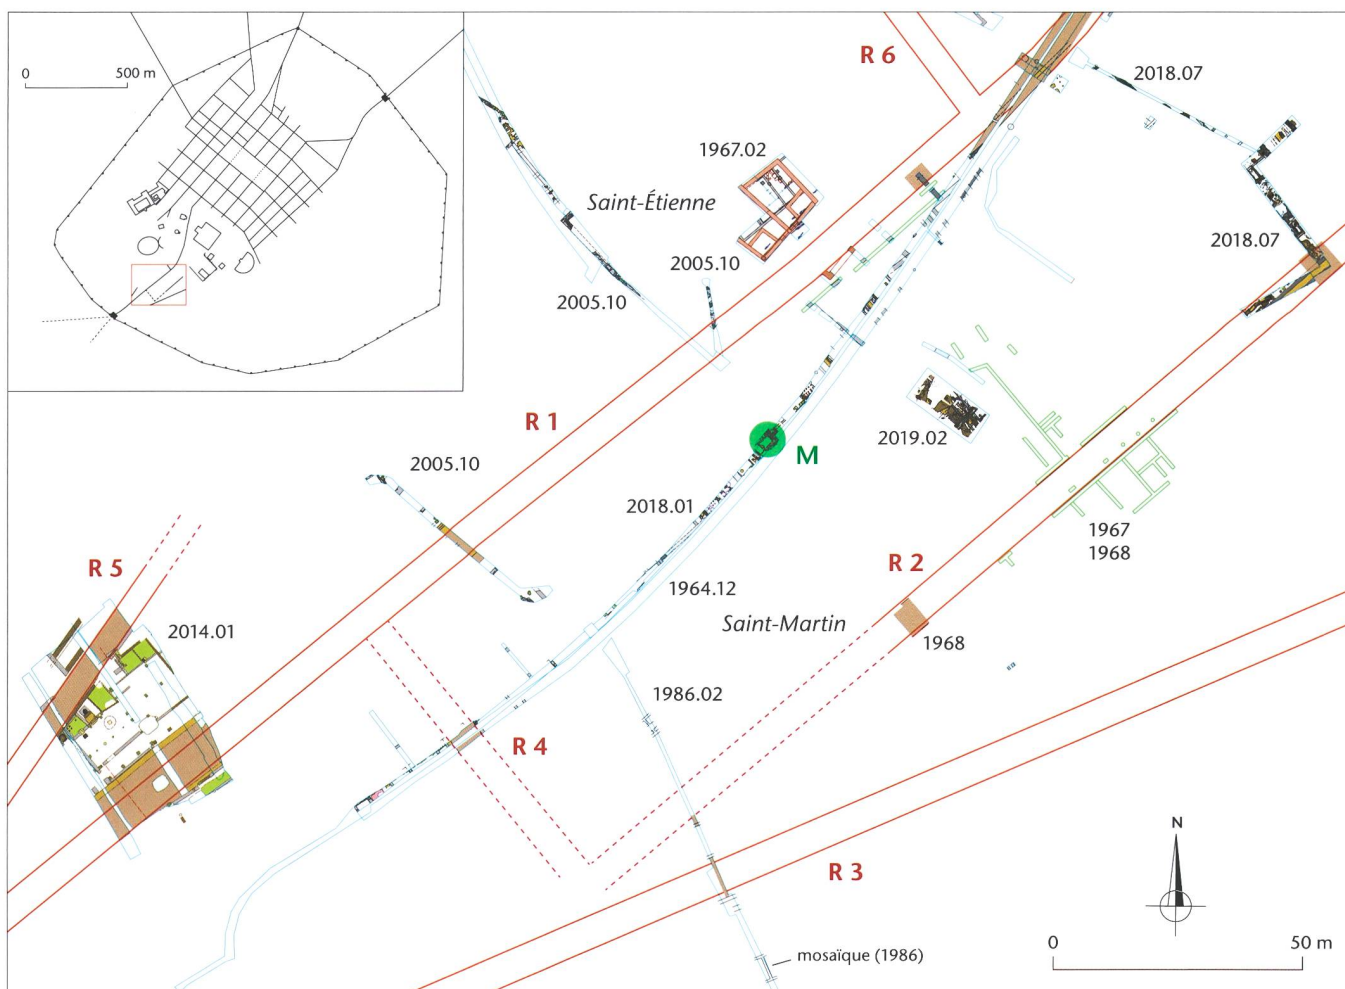 0
500 m
R 6
2018.07
1967.02
Saint-Étienne
2018.07
2005.10
2005.10
R 1
2019.02
M
2005.10
2018.01
1967
1968
R 5
R 2
1964.12
2014.01
Saint-Martin
1968
1986.02
R 4
N
R 3
0
50 m
mosaïque (1986)